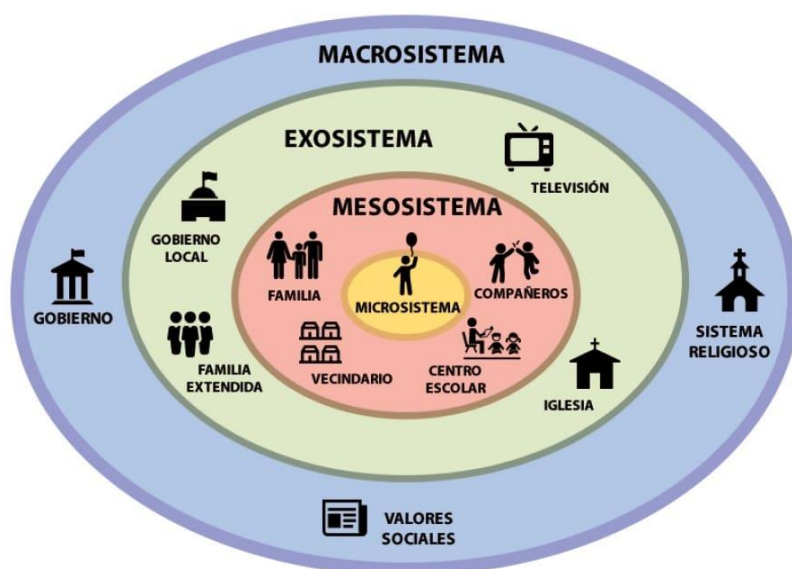 MACROSISTEMA
EXOSISTEMA
TELEVISIÓN
MESOSISTEMA
GOBIERNO
LOCAL
FAMILIA
COMPAÑEROS
MICROSISTEMA
GOBIERNO
SISTEMA
RELIGIOSO
FAMILIA
EXTENDIDA
VECINDARIO
CENTRO
ESCOLAR
IGLESIA
VALORES
SOCIALES